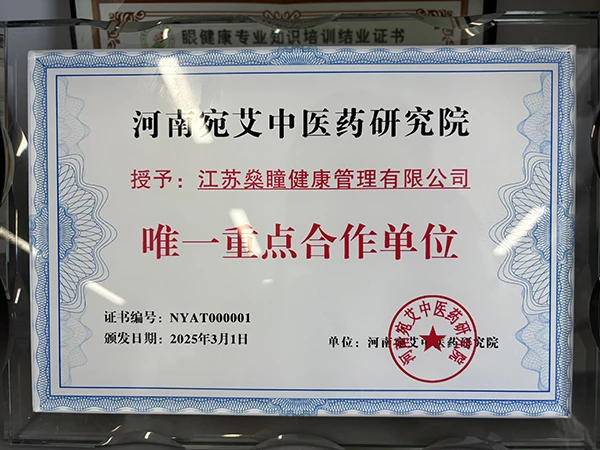 眼健康专业知识培训结业证书
河南宛艾中医药研究院
授予：江苏燊瞳健康管理有限公司
唯一重点合作单位
证书编号：NYAT000001
颁发日期：2025年3月1日
单位：河南宛艾中医药研究院
河南宛艾中医药研究院